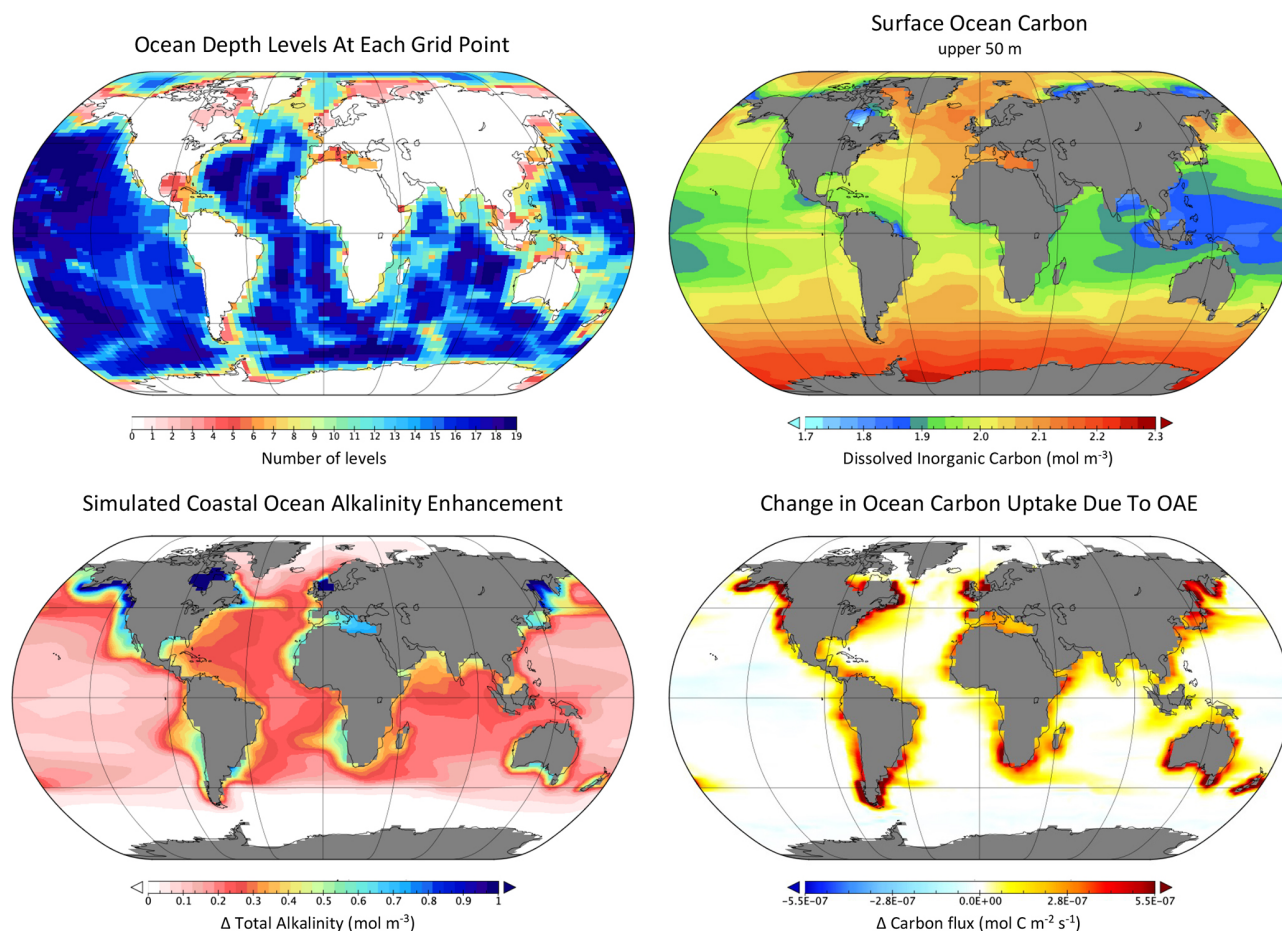 Ocean Depth Levels At Each Grid Point
0 1 2 3 4 5 6 7 8 9 10 11 12 13 14 15 16 17 18 19
Number of levels
Surface Ocean Carbon
upper 50 m
1.7 1.8 1.9 2.0 2.1 2.2 2.3
Dissolved Inorganic Carbon (mol m⁻³)
Simulated Coastal Ocean Alkalinity Enhancement
0 0.1 0.2 0.3 0.4 0.5 0.6 0.7 0.8 0.9 1
Δ Total Alkalinity (mol m⁻³)
Change in Ocean Carbon Uptake Due To OAE
-5.5E-07 -2.8E-07 0.0E+00 2.8E-07 5.5E-07
Δ Carbon flux (mol C m⁻² s⁻¹)